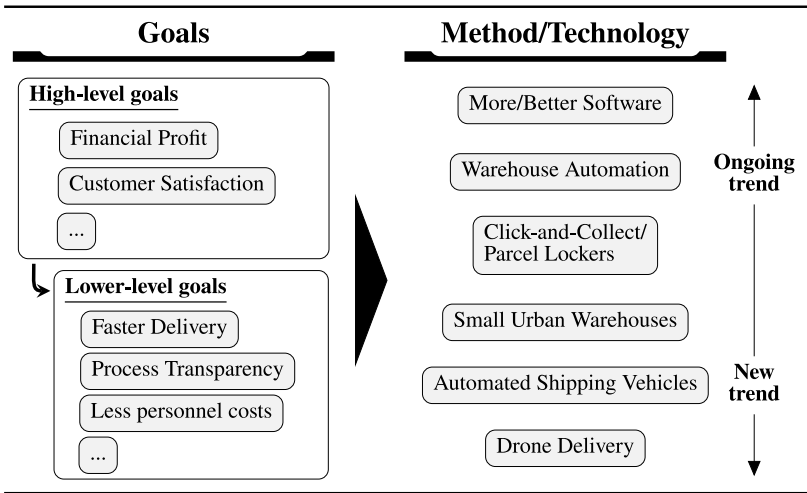 Goals
High-level goals
Financial Profit
Customer Satisfaction
...
Lower-level goals
Faster Delivery
Process Transparency
Less personnel costs
...
Method/Technology
More/Better Software
Warehouse Automation
Click-and-Collect/
Parcel Lockers
Small Urban Warehouses
Automated Shipping Vehicles
Drone Delivery
Ongoing
trend
New
trend